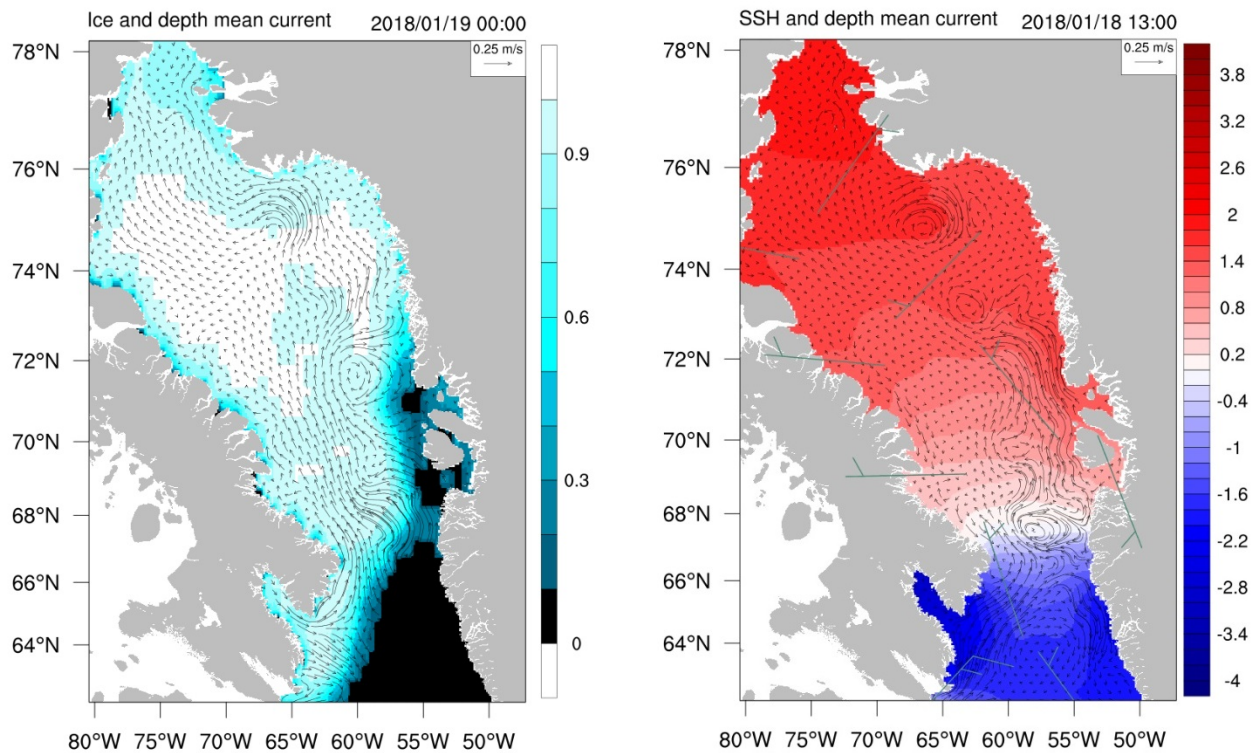 Ice and depth mean current 2018/01/19 00:00
0.25 m/s
78°N
76°N
74°N
72°N
70°N
68°N
66°N
64°N
80°W 75°W 70°W 65°W 60°W 55°W 50°W
0.9
0.6
0.3
0
SSH and depth mean current 2018/01/18 13:00
0.25 m/s
78°N
76°N
74°N
72°N
70°N
68°N
66°N
64°N
80°W 75°W 70°W 65°W 60°W 55°W 50°W
3.8
3.2
2.6
2
1.4
0.8
0.2
-0.4
-1
-1.6
-2.2
-2.8
-3.4
-4